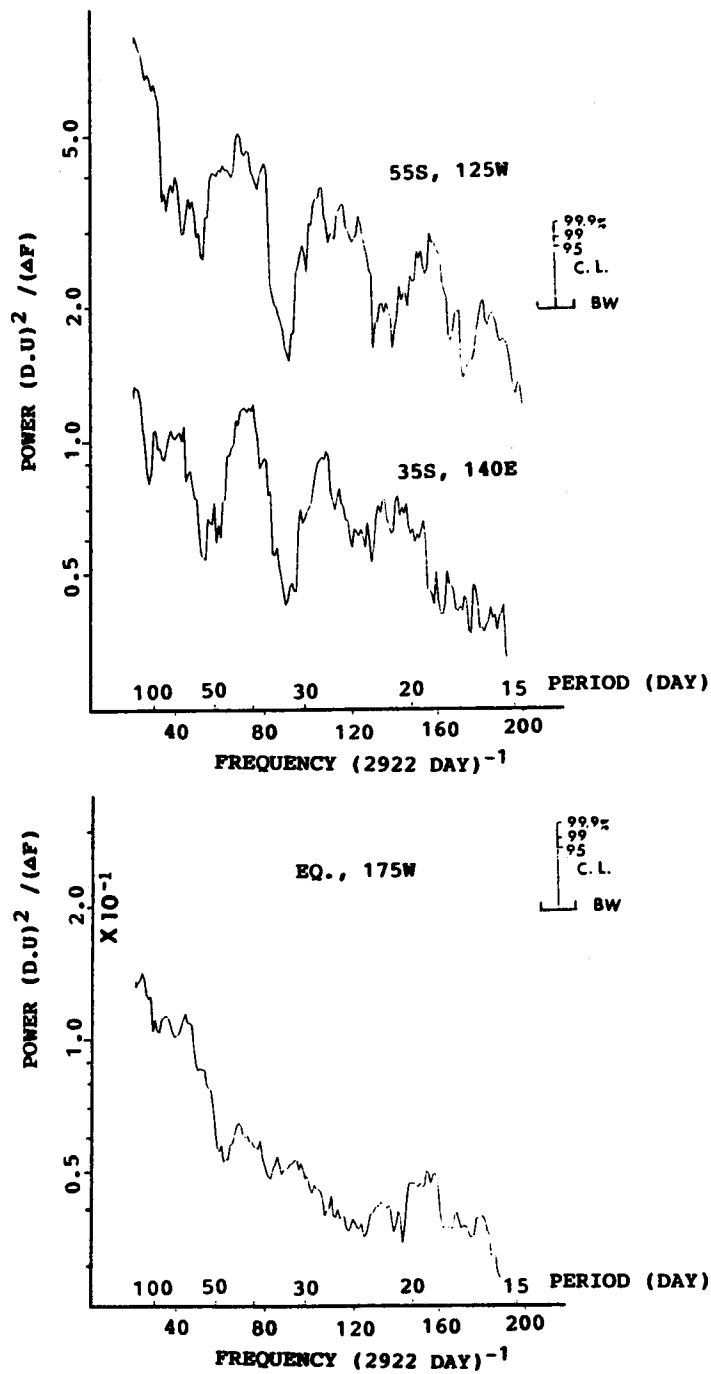 POWER (D.U)² /(ΔF)
5.0
2.0
1.0
0.5
55S, 125W
35S, 140E
99.9%
99
95
C. L.
BW
100 50 30 20 15 PERIOD (DAY)
40 80 120 160 200
FREQUENCY (2922 DAY)⁻¹
POWER (D.U)² /(ΔF)
X 10⁻¹
2.0
1.0
0.5
EQ., 175W
99.9%
99
95
C. L.
BW
100 50 30 20 15 PERIOD (DAY)
40 80 120 160 200
FREQUENCY (2922 DAY)⁻¹